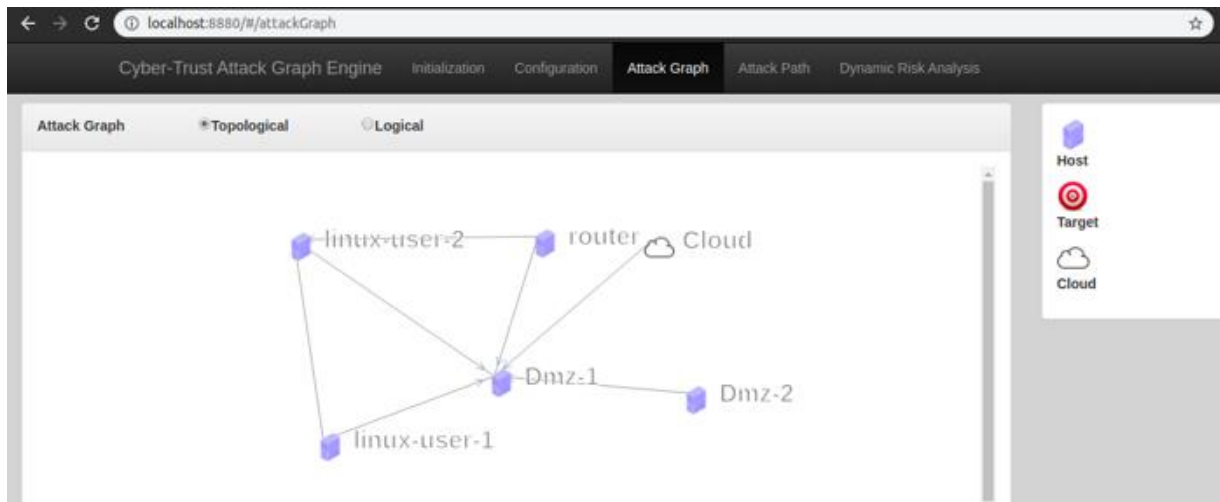 localhost:8880/#/attackGraph
Cyber-Trust Attack Graph Engine Initialization Configuration Attack Graph Attack Path Dynamic Risk Analysis
Attack Graph Topological Logical
Host
Target
Cloud
linux-user-2 router Cloud
Dmz-1
Dmz-2
linux-user-1